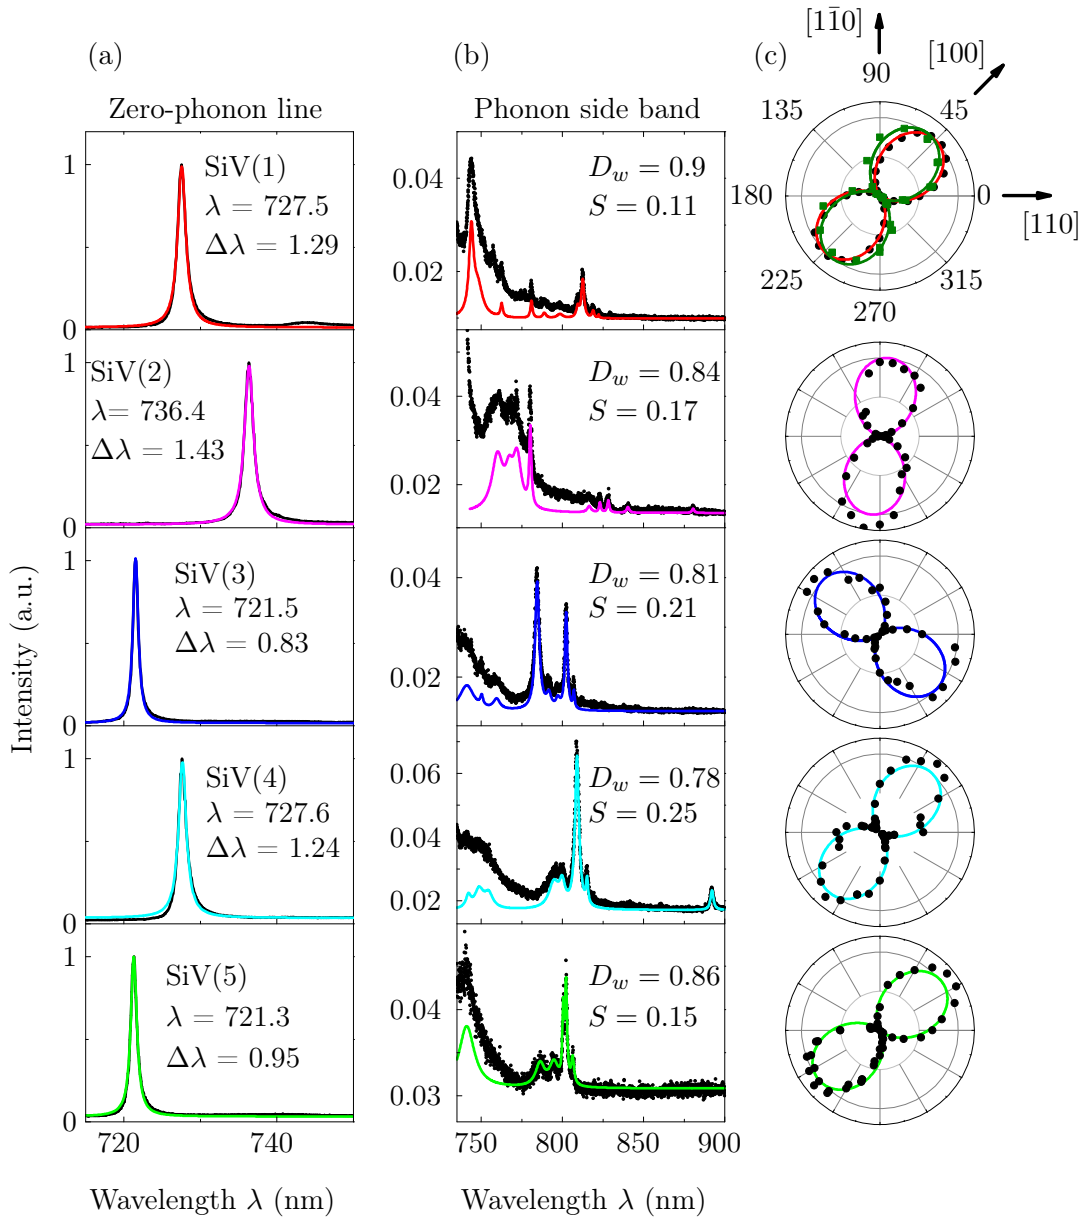 (a)
Zero-phonon line
Intensity (a.u.)
1
0
SiV(1)
λ = 727.5
Δλ = 1.29
1
0
SiV(2)
λ= 736.4
Δλ = 1.43
1
0
SiV(3)
λ = 721.5
Δλ = 0.83
1
0
SiV(4)
λ = 727.6
Δλ = 1.24
1
0
SiV(5)
λ = 721.3
Δλ = 0.95
720 740
Wavelength λ (nm)
(b)
Phonon side band
0.04
0.02
D_w = 0.9
S = 0.11
0.04
0.02
D_w = 0.84
S = 0.17
0.04
0.02
D_w = 0.81
S = 0.21
0.06
0.04
0.02
D_w = 0.78
S = 0.25
0.04
0.03
D_w = 0.86
S = 0.15
750 800 850 900
Wavelength λ (nm)
(c)
[11̄0]
[100]
[110]
90
135 45
180 0
225 315
270